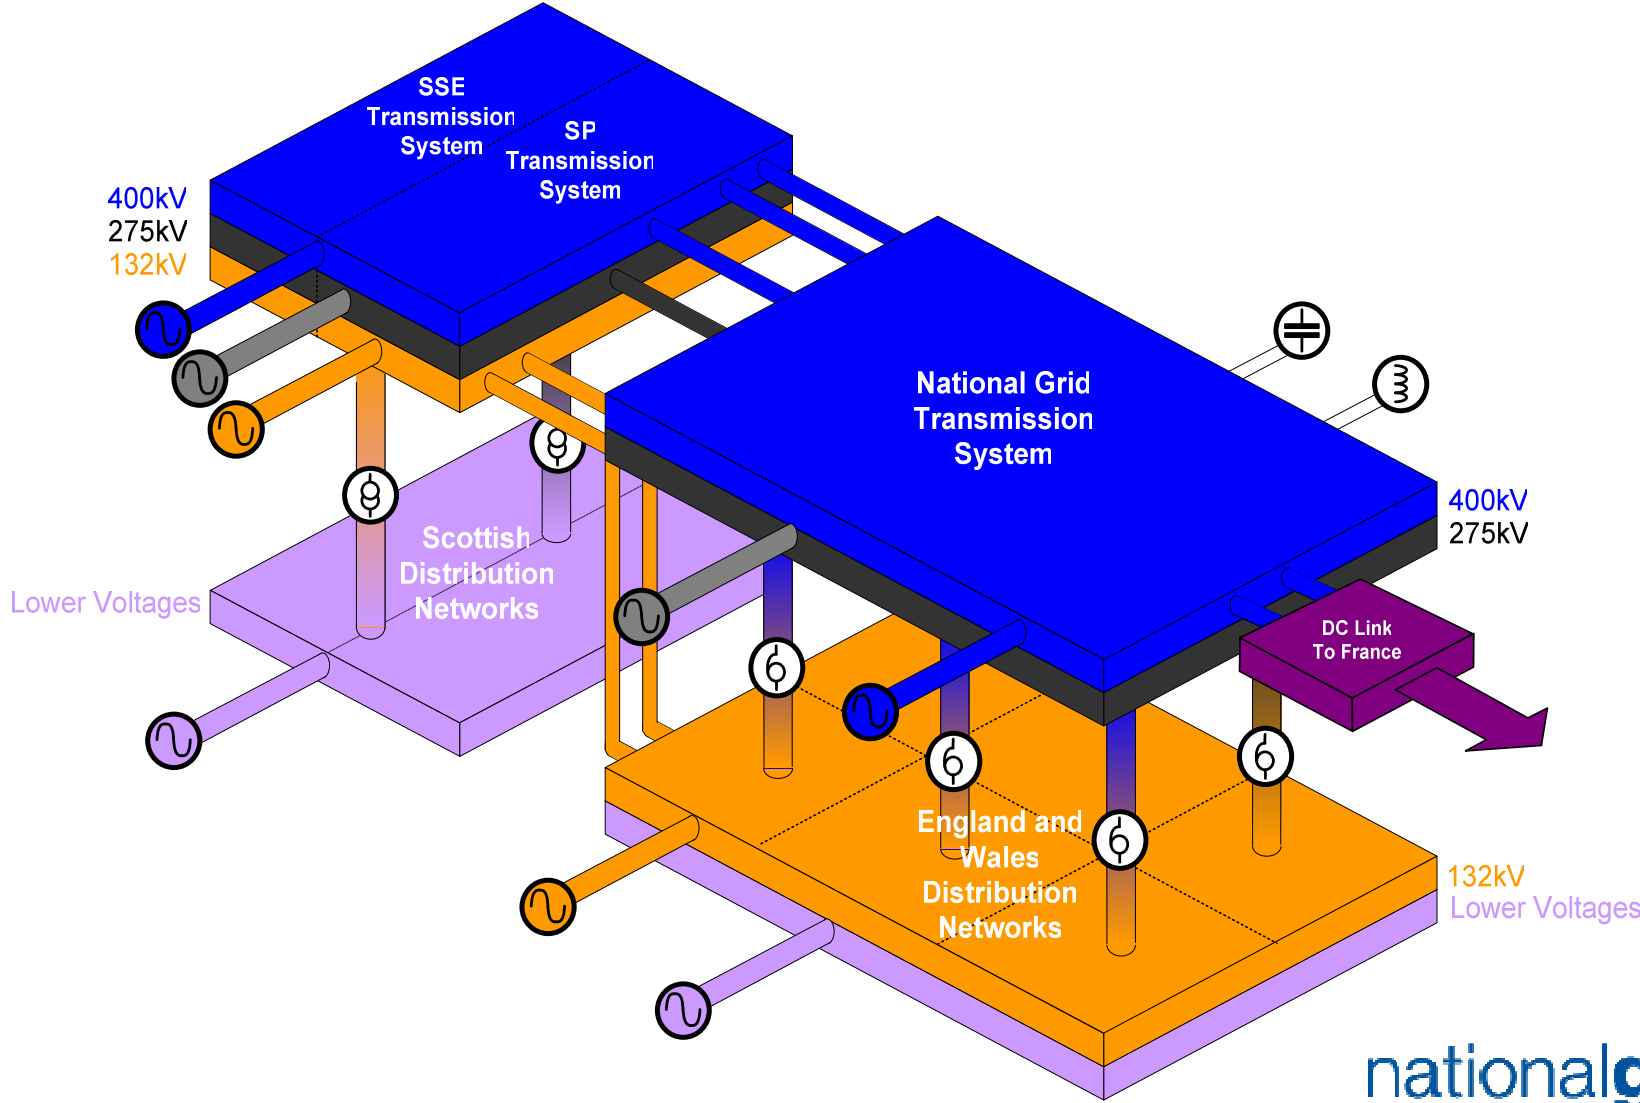 SSE
Transmission
System
SP
Transmission
System
400kV
275kV
132kV
National Grid
Transmission
System
400kV
275kV
Scottish
Distribution
Networks
Lower Voltages
DC Link
To France
England and
Wales
Distribution
Networks
132kV
Lower Voltages
nationalg